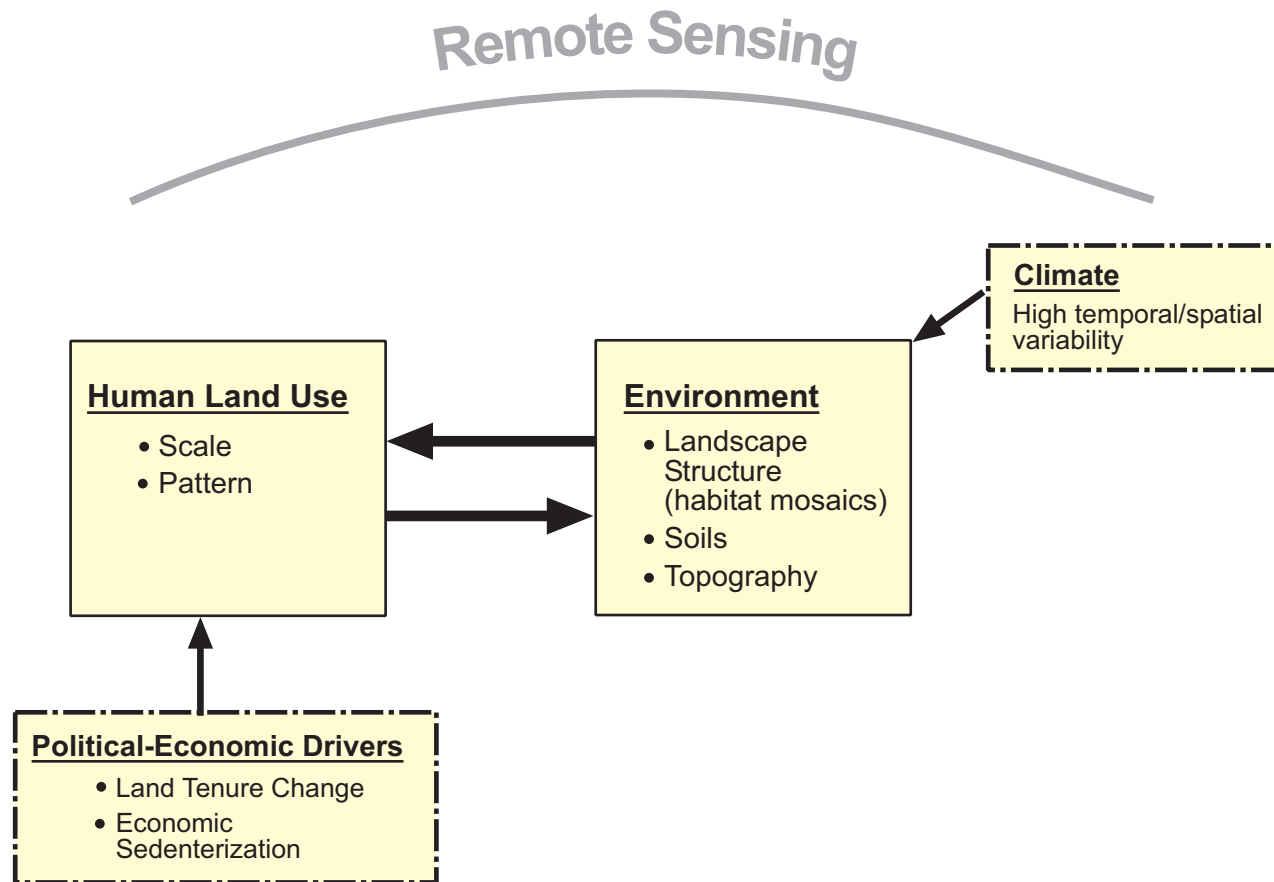 Remote Sensing
Climate
High temporal/spatial
variability
Human Land Use
• Scale
• Pattern
Environment
• Landscape
Structure
(habitat mosaics)
• Soils
• Topography
Political-Economic Drivers
• Land Tenure Change
• Economic
Sedenterization